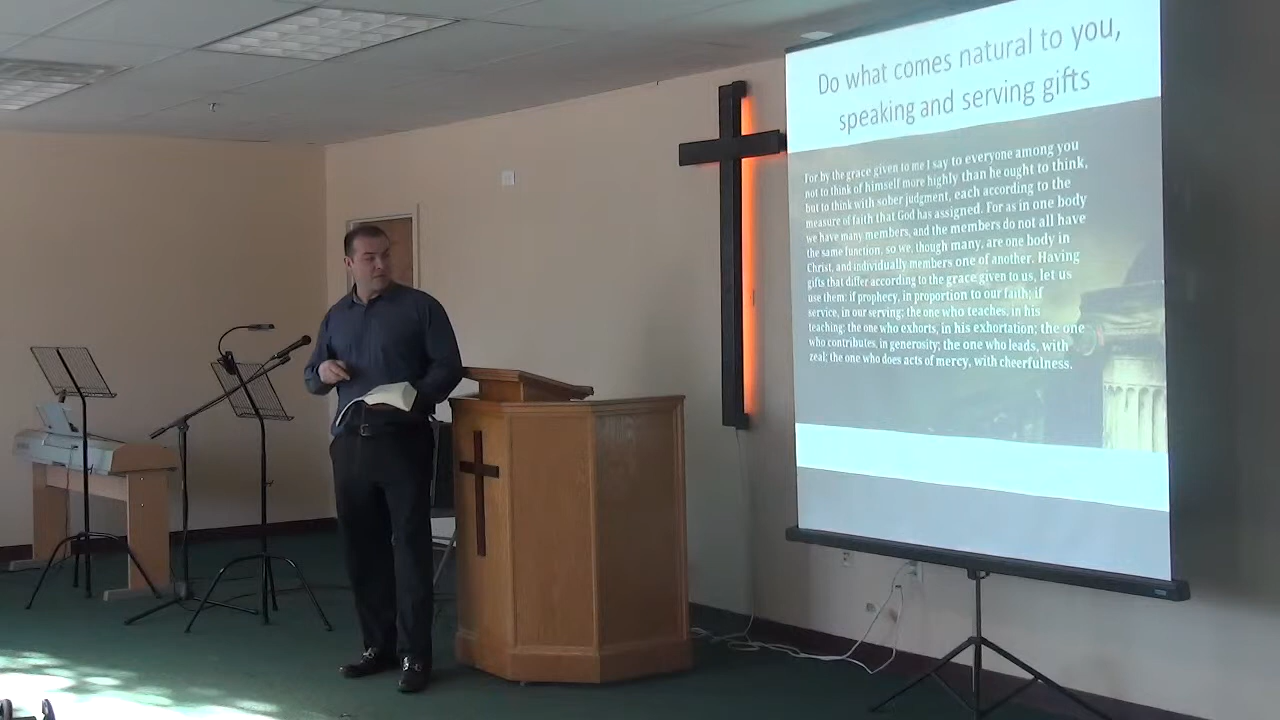 Do what comes natural to you,
speaking and serving gifts
For by the grace given to me I say to everyone among you
not to think of himself more highly than he ought to think,
but to think with sober judgment, each according to the
measure of faith that God has assigned. For as in one body
we have many members, and the members do not all have
the same function, so we, though many, are one body in
Christ, and individually members one of another. Having
gifts that differ according to the grace given to us, let us
use them: if prophecy, in proportion to our faith; if
service, in our serving; the one who teaches, in his
teaching; the one who exhorts, in his exhortation; the one
who contributes, in generosity; the one who leads, with
zeal; the one who does acts of mercy, with cheerfulness.